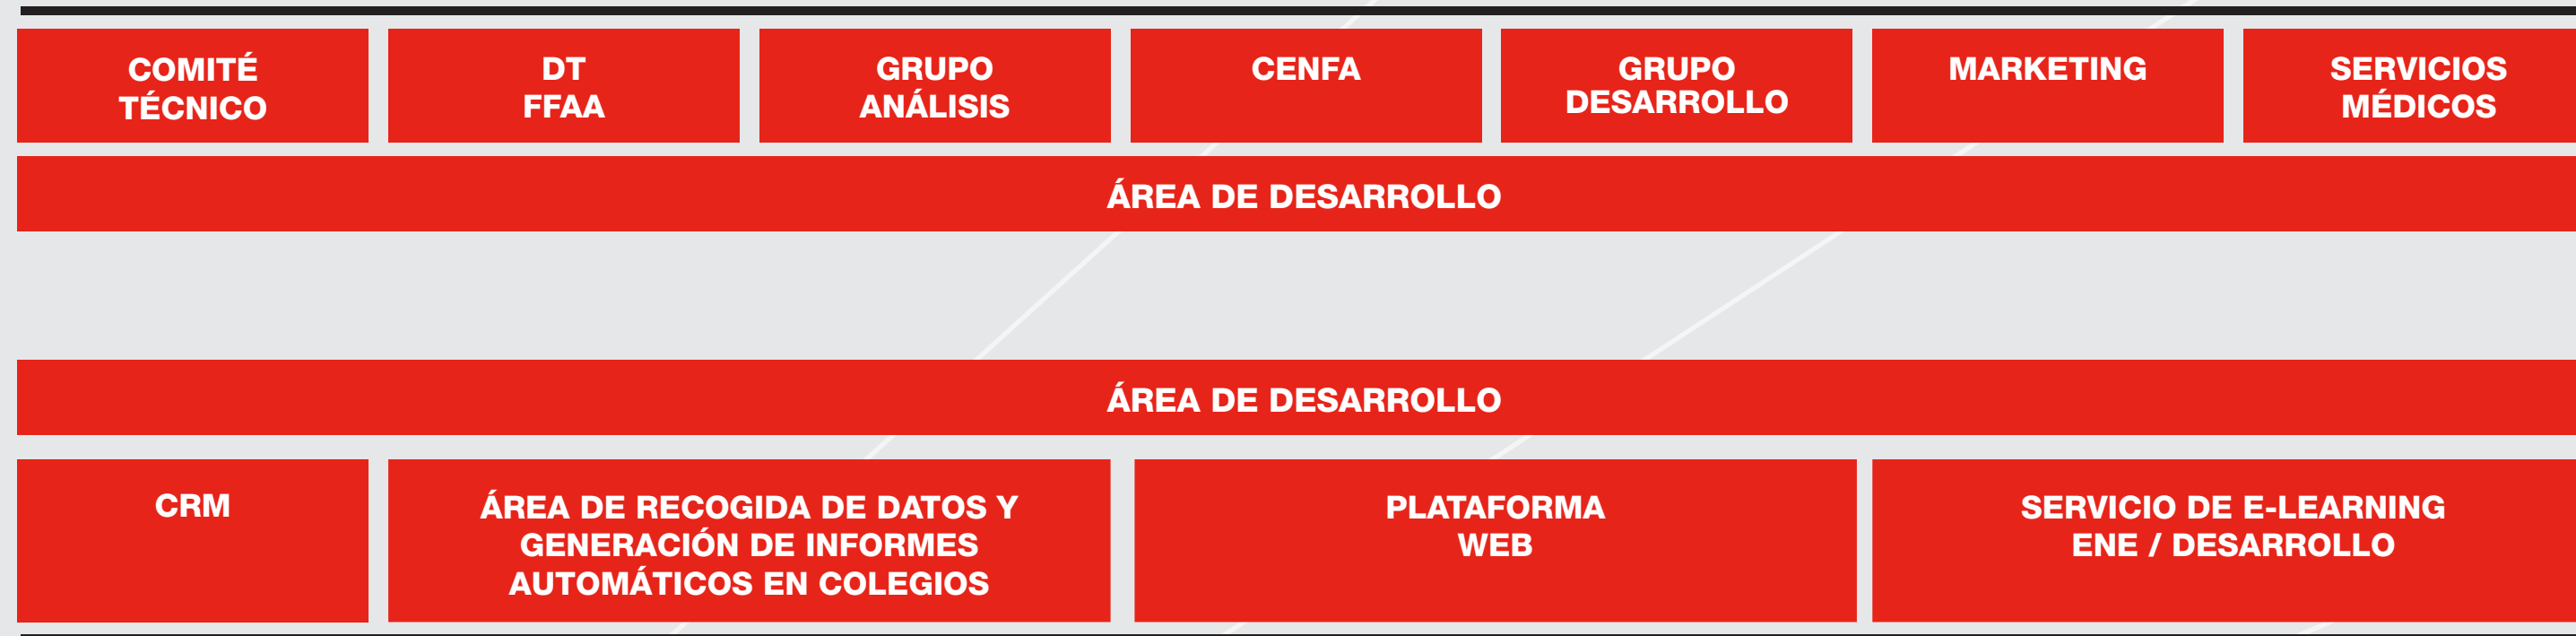 COMITÉ
TÉCNICO
DT
FFAA
GRUPO
ANÁLISIS
CENFA
GRUPO
DESARROLLO
MARKETING
SERVICIOS
MÉDICOS
ÁREA DE DESARROLLO
ÁREA DE DESARROLLO
CRM
ÁREA DE RECOGIDA DE DATOS Y
GENERACIÓN DE INFORMES
AUTOMÁTICOS EN COLEGIOS
PLATAFORMA
WEB
SERVICIO DE E-LEARNING
ENE / DESARROLLO